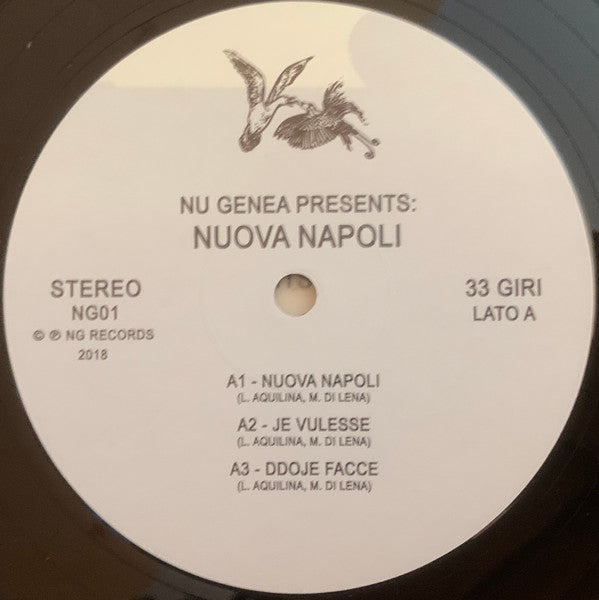 NU GENEA PRESENTS:
NUOVA NAPOLI
STEREO
NG01
© ℗ NG RECORDS
2018
33 GIRI
LATO A
A1 - NUOVA NAPOLI
(L. AQUILINA, M. DI LENA)
A2 - JE VULESSE
(L. AQUILINA, M. DI LENA)
A3 - DDOJE FACCE
(L. AQUILINA, M. DI LENA)